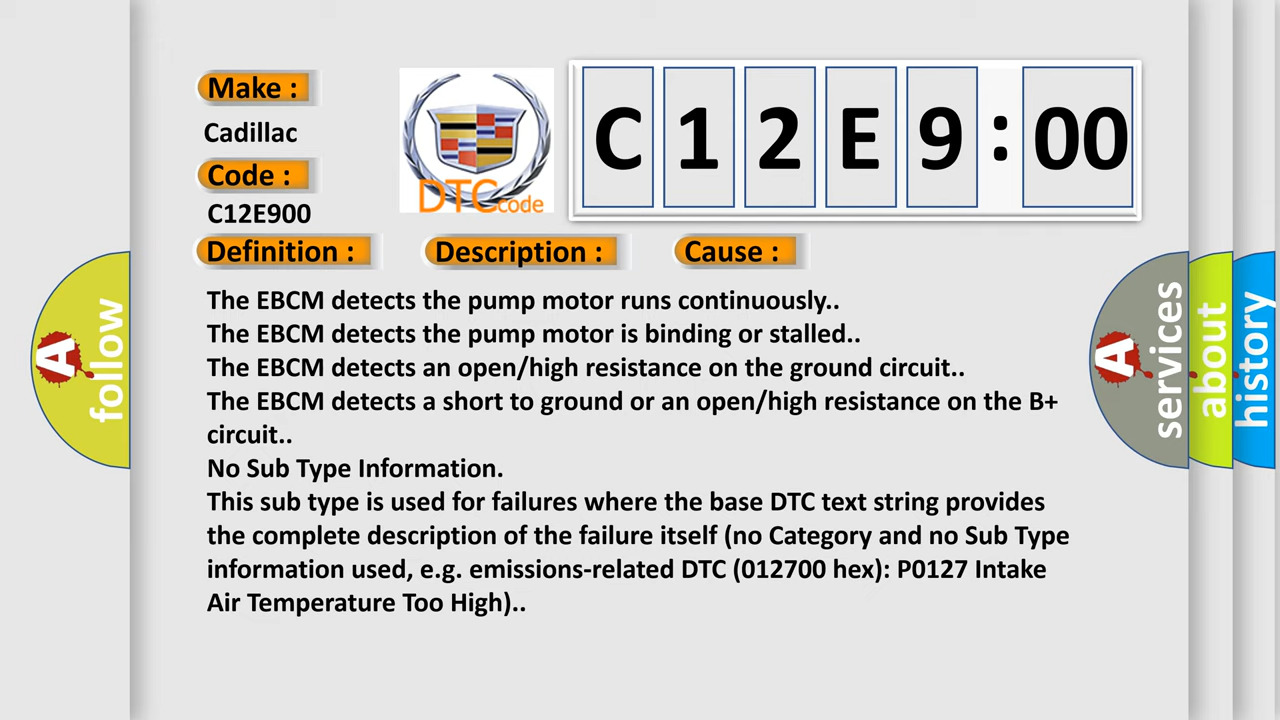 Make :
Cadillac
Code :
C12E900
DTCcode
C12E9:00
Definition :
Description :
Cause :
The EBCM detects the pump motor runs continuously..
The EBCM detects the pump motor is binding or stalled..
The EBCM detects an open/high resistance on the ground circuit..
The EBCM detects a short to ground or an open/high resistance on the B+
circuit..
No Sub Type Information.
This sub type is used for failures where the base DTC text string provides
the complete description of the failure itself (no Category and no Sub Type
information used, e.g. emissions-related DTC (012700 hex): P0127 Intake
Air Temperature Too High)..
A
follow
A
services
about
history